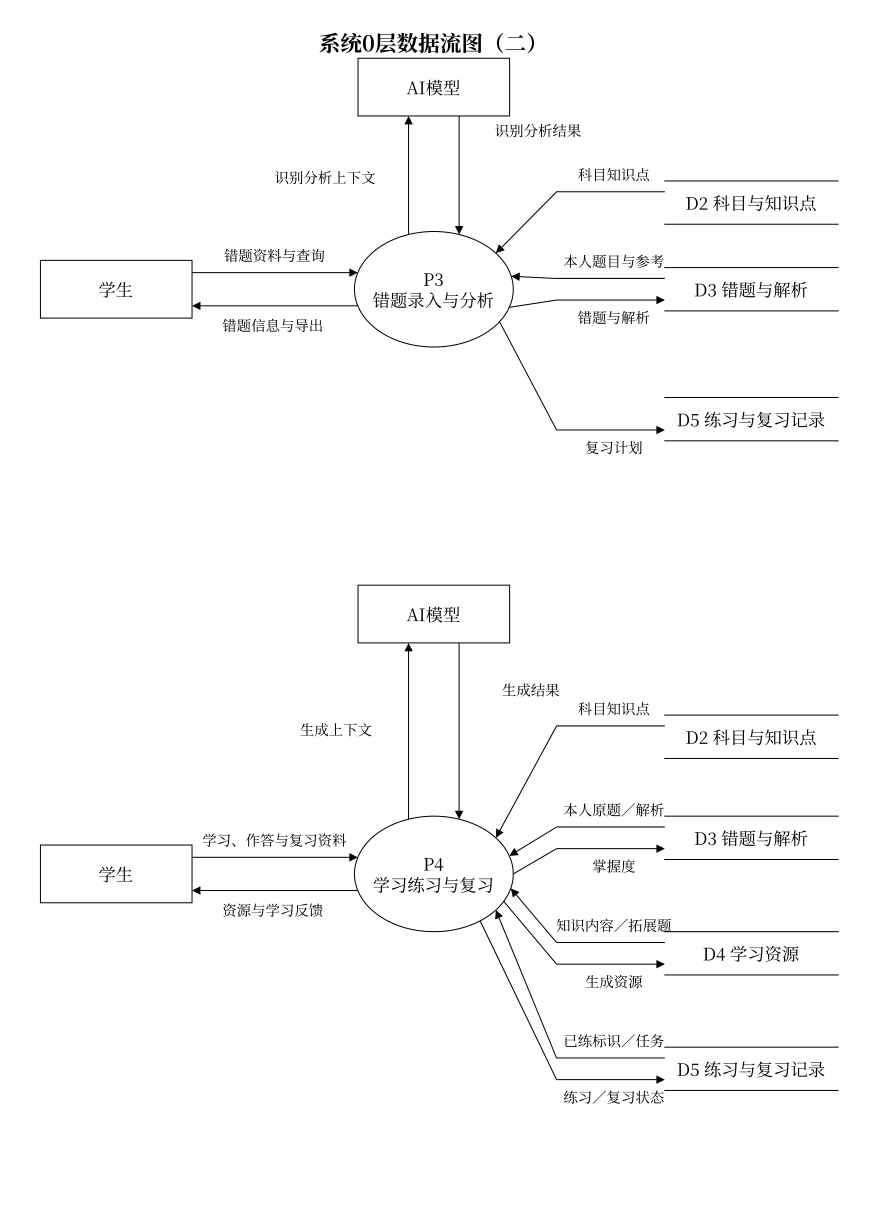 系统0层数据流图（二）
AI模型
识别分析结果
识别分析上下文
科目知识点
D2 科目与知识点
错题资料与查询
本人题目与参考
学生
P3
错题录入与分析
D3 错题与解析
错题信息与导出
错题与解析
D5 练习与复习记录
复习计划
AI模型
生成结果
科目知识点
生成上下文
D2 科目与知识点
本人原题／解析
学习、作答与复习资料
D3 错题与解析
学生
P4
学习练习与复习
掌握度
资源与学习反馈
知识内容／拓展题
D4 学习资源
生成资源
已练标识／任务
D5 练习与复习记录
练习／复习状态